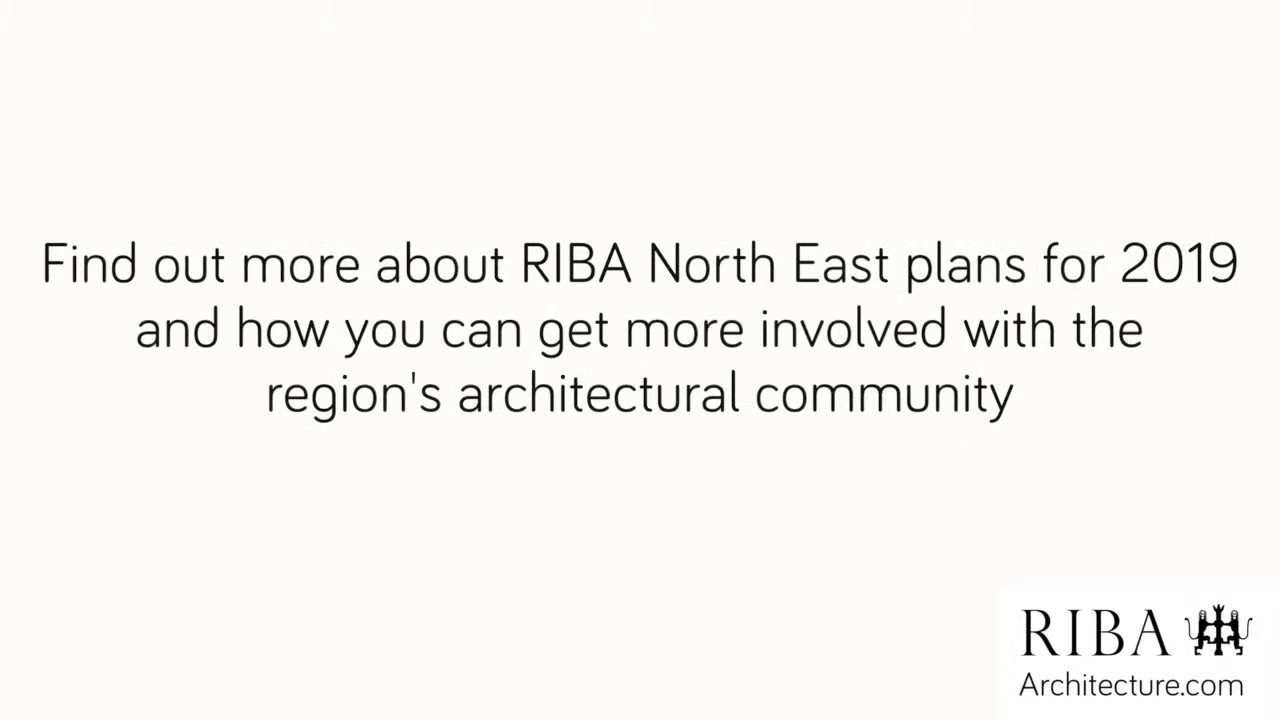 Find out more about RIBA North East plans for 2019
and how you can get more involved with the
region's architectural community
RIBA
Architecture.com